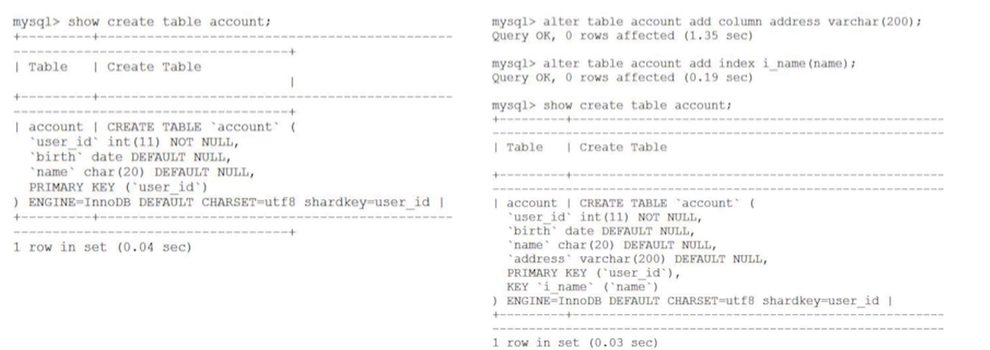 mysql> show create table account;
+---------+----------------------------------------------------
----------------------------------------+
| Table   | Create Table
                                        |
+---------+----------------------------------------------------
----------------------------------------+
| account | CREATE TABLE `account` (
  `user_id` int(11) NOT NULL,
  `birth` date DEFAULT NULL,
  `name` char(20) DEFAULT NULL,
  PRIMARY KEY (`user_id`)
) ENGINE=InnoDB DEFAULT CHARSET=utf8 shardkey=user_id |
+---------+----------------------------------------------------
----------------------------------------+
1 row in set (0.04 sec)
mysql> alter table account add column address varchar(200);
Query OK, 0 rows affected (1.35 sec)
mysql> alter table account add index i_name(name);
Query OK, 0 rows affected (0.19 sec)
mysql> show create table account;
+---------+------------------------------------------------------
-----------------------------------------------------------------
| Table   | Create Table
+---------+------------------------------------------------------
-----------------------------------------------------------------
| account | CREATE TABLE `account` (
  `user_id` int(11) NOT NULL,
  `birth` date DEFAULT NULL,
  `name` char(20) DEFAULT NULL,
  `address` varchar(200) DEFAULT NULL,
  PRIMARY KEY (`user_id`),
  KEY `i_name` (`name`)
) ENGINE=InnoDB DEFAULT CHARSET=utf8 shardkey=user_id |
+---------+------------------------------------------------------
-----------------------------------------------------------------
1 row in set (0.03 sec)